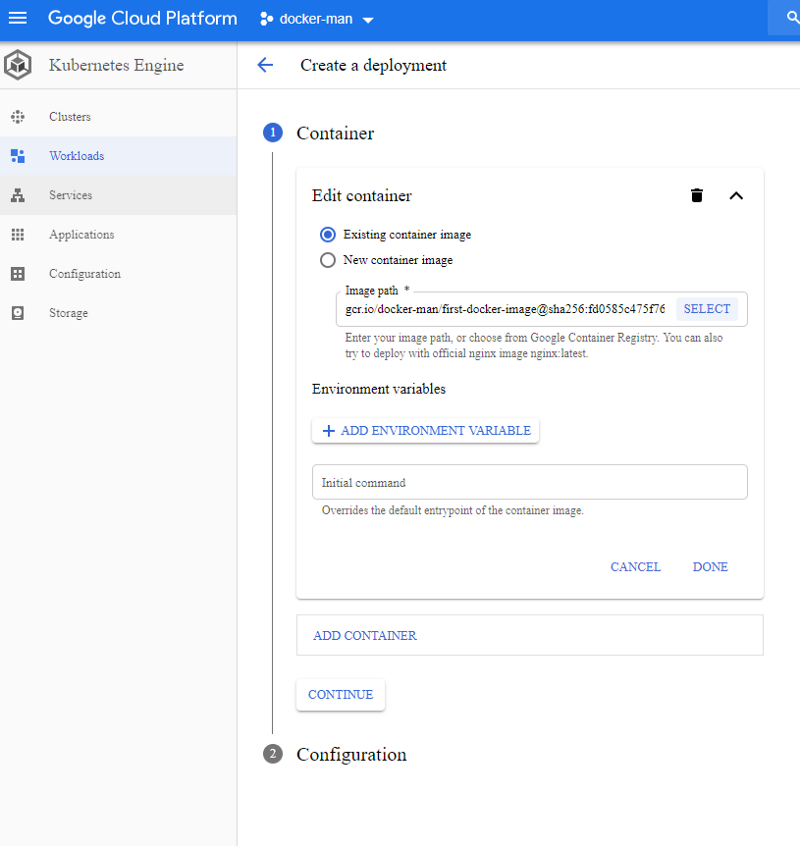 Google Cloud Platform
docker-man
Kubernetes Engine
Create a deployment
Clusters
Workloads
Services
Applications
Configuration
Storage
1
Container
Edit container
Existing container image
New container image
Image path *
gcr.io/docker-man/first-docker-image@sha256:fd0585c475f76
SELECT
Enter your image path, or choose from Google Container Registry. You can also
try to deploy with official nginx image nginx:latest.
Environment variables
+ ADD ENVIRONMENT VARIABLE
Initial command
Overrides the default entrypoint of the container image.
CANCEL
DONE
ADD CONTAINER
CONTINUE
2
Configuration